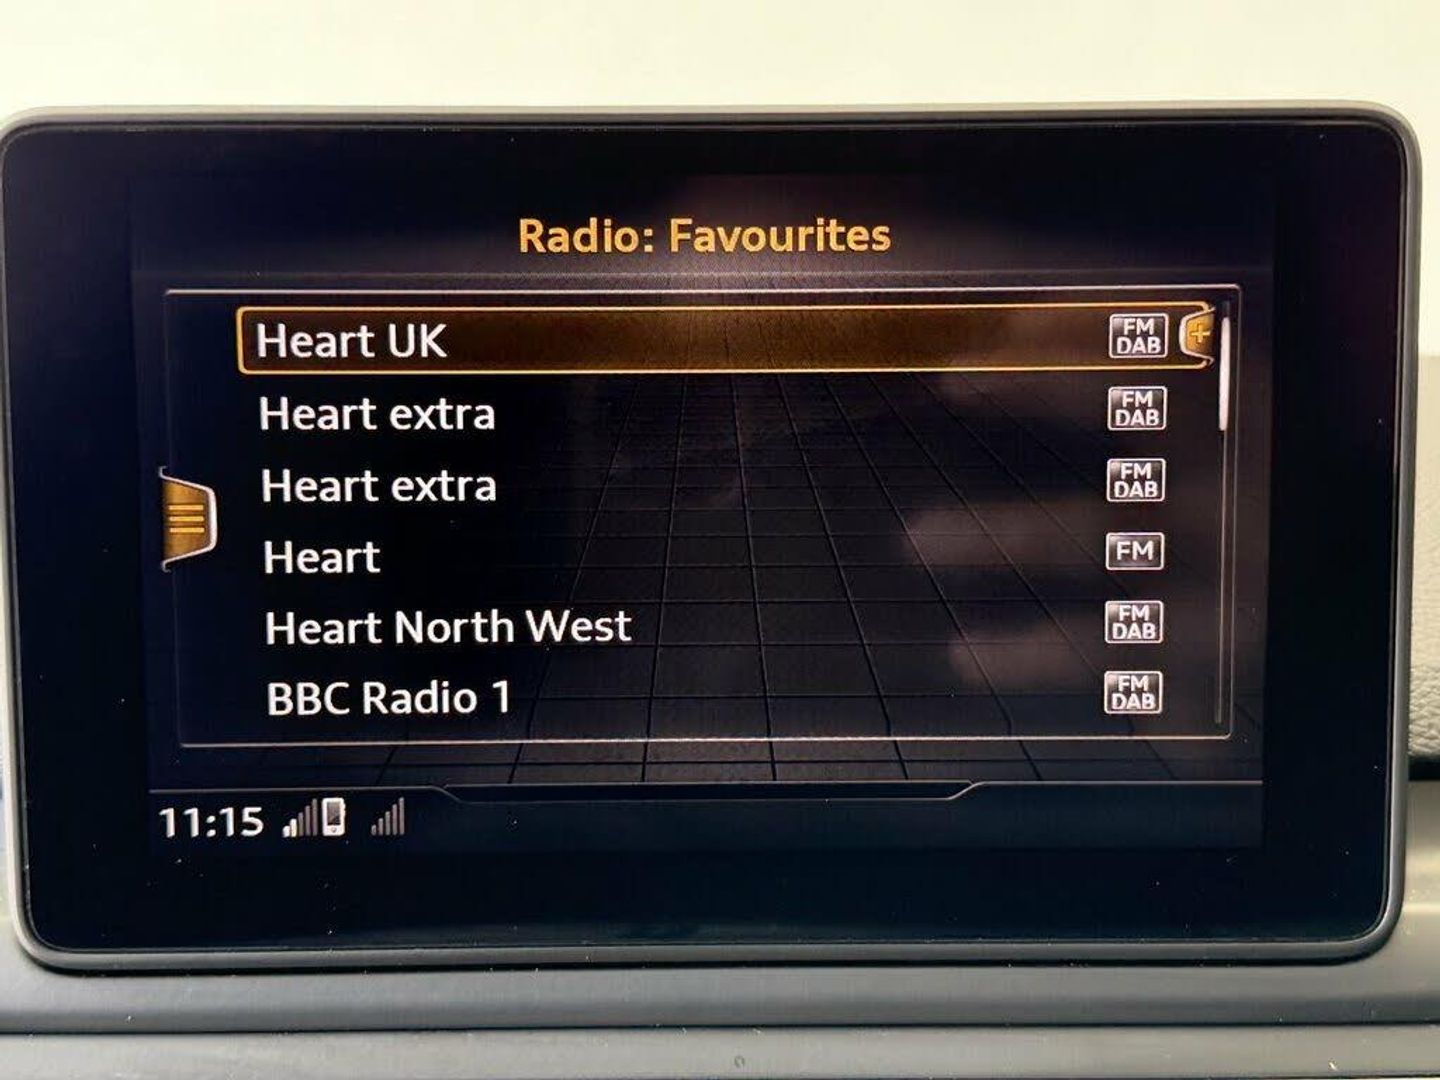 Radio: Favourites
Heart UK FM DAB +
Heart extra FM DAB
Heart extra FM DAB
Heart FM
Heart North West FM DAB
BBC Radio 1 FM DAB
11:15